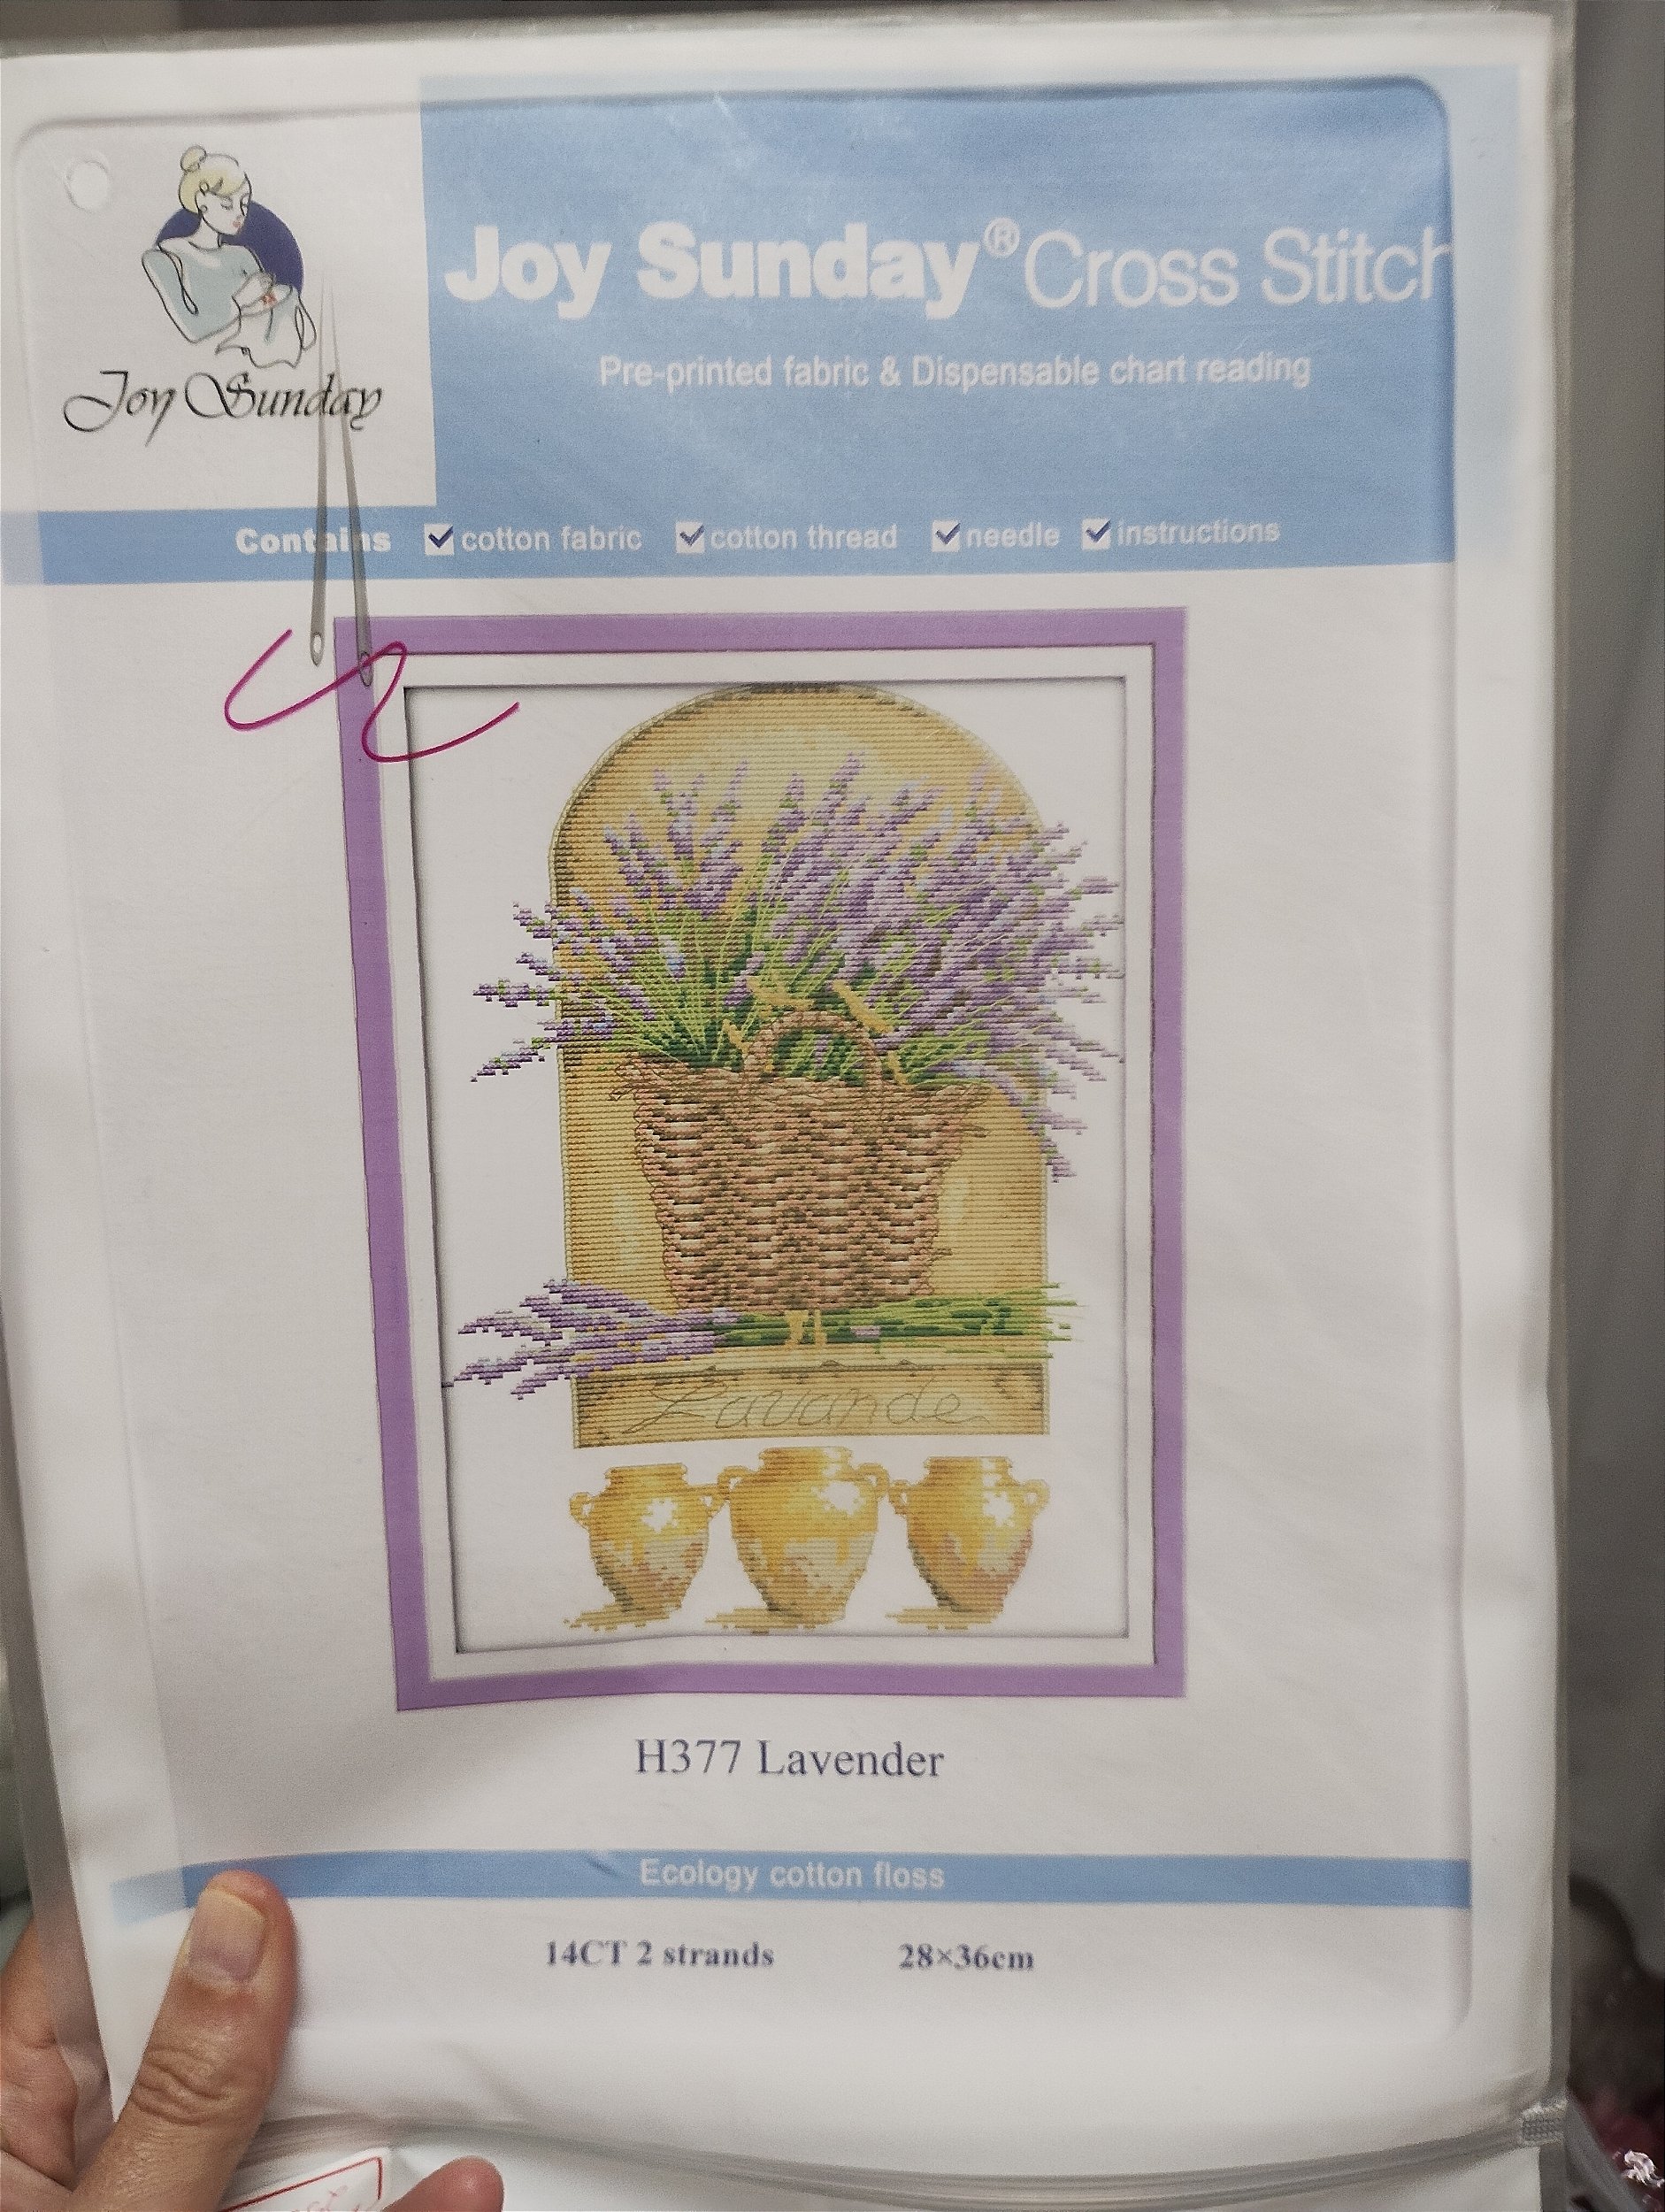 Joy Sunday® Cross Stitch
Pre-printed fabric & Dispensable chart reading
Joy Sunday
Contains cotton fabric cotton thread needle instructions
Lavande
H377 Lavender
Ecology cotton floss
14CT 2 strands 28×36cm